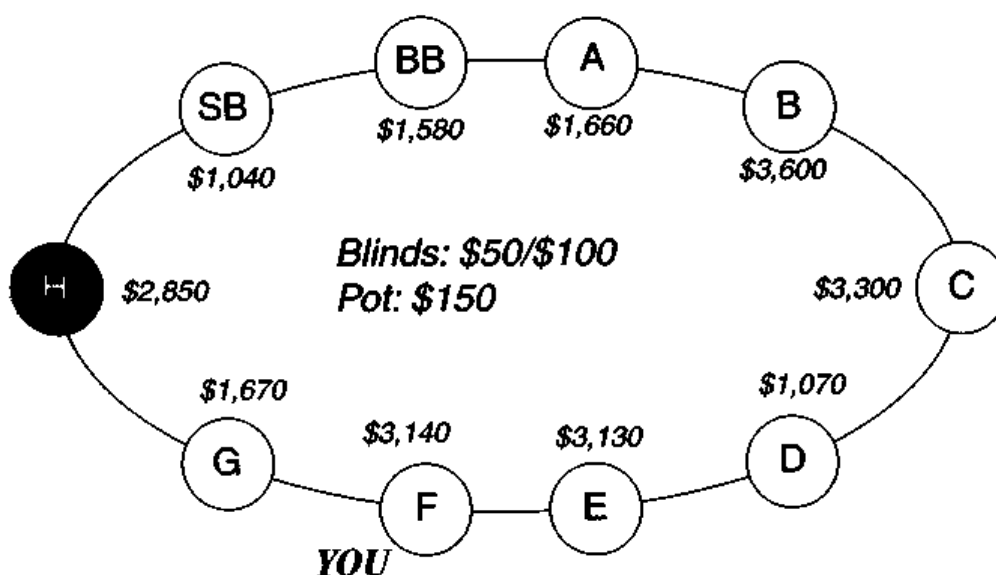 BB
A
SB
B
$1,580
$1,660
$1,040
$3,600
Blinds: $50/$100
H
$2,850
Pot: $150
$3,300
C
$1,670
$1,070
$3,140
$3,130
G
D
F
E
YOU